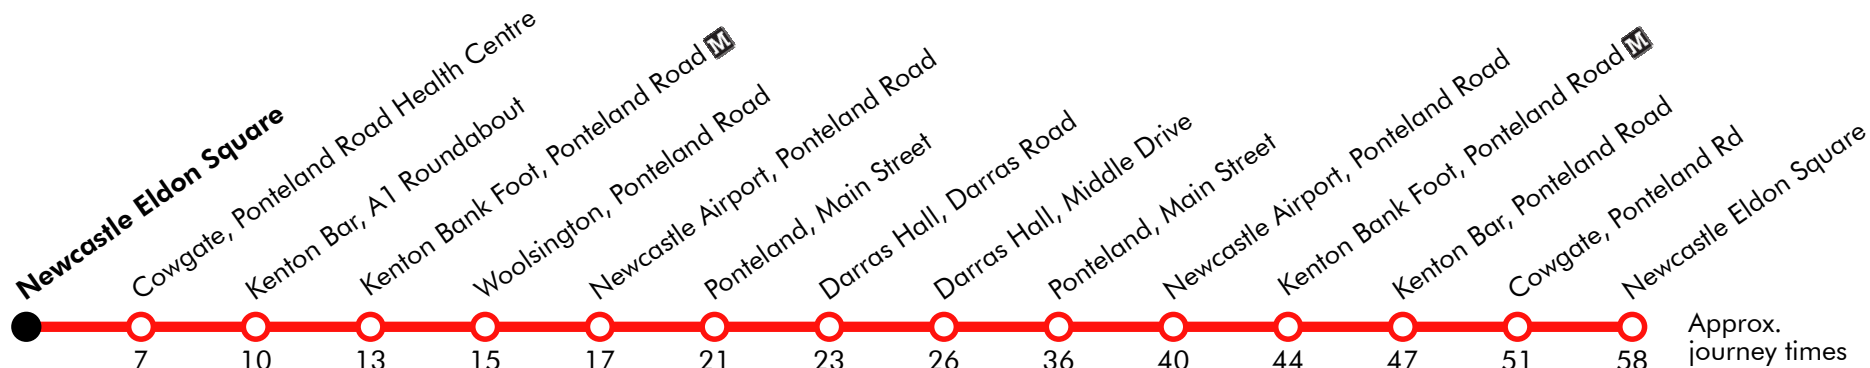 Newcastle Eldon Square
Cowgate, Ponteland Road Health Centre
Kenton Bar, A1 Roundabout
Kenton Bank Foot, Ponteland Road M
Woolsington, Ponteland Road
Newcastle Airport, Ponteland Road
Ponteland, Main Street
Darras Hall, Darras Road
Darras Hall, Middle Drive
Ponteland, Main Street
Newcastle Airport, Ponteland Road
Kenton Bank Foot, Ponteland Road M
Kenton Bar, Ponteland Road
Cowgate, Ponteland Rd
Newcastle Eldon Square
7 10 13 15 17 21 23 26 36 40 44 47 51 58
Approx.
journey times